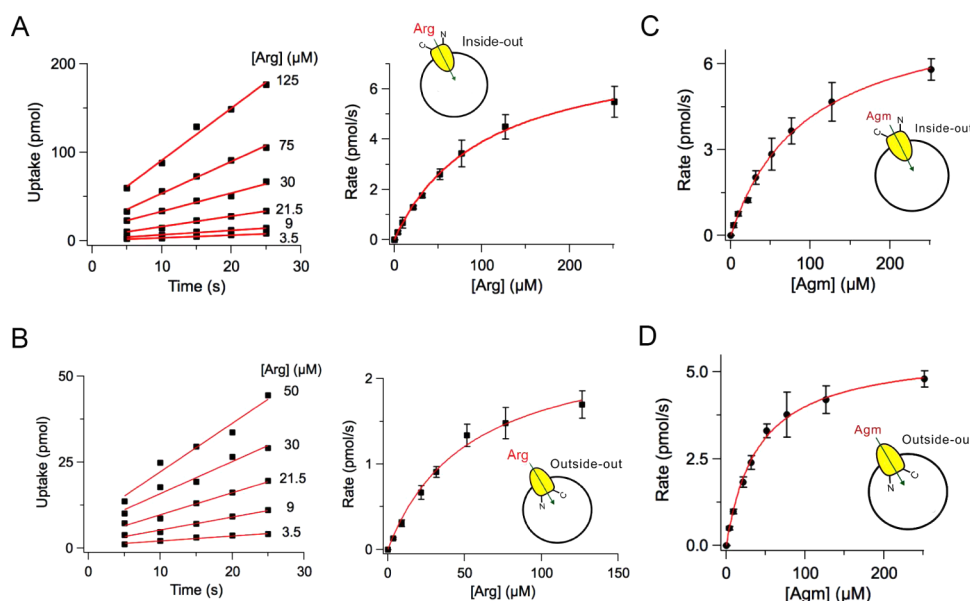 A
[Arg] (µM)
200
125
100
75
30
21.5
9
3.5
0
0
10
20
30
Uptake (pmol)
Time (s)
Arg
N
C
Inside-out
6
4
2
0
0
100
200
Rate (pmol/s)
[Arg] (µM)
C
6
3
0
0
100
200
Rate (pmol/s)
[Agm] (µM)
Agm
N
C
Inside-out
B
[Arg] (µM)
50
25
0
50
30
21.5
9
3.5
0
10
20
30
Uptake (pmol)
Time (s)
2
1
0
0
50
100
150
Rate (pmol/s)
[Arg] (µM)
Arg
Outside-out
N
C
D
5.0
2.5
0.0
0
100
200
Rate (pmol/s)
[Agm] (µM)
Agm
Outside-out
N
C